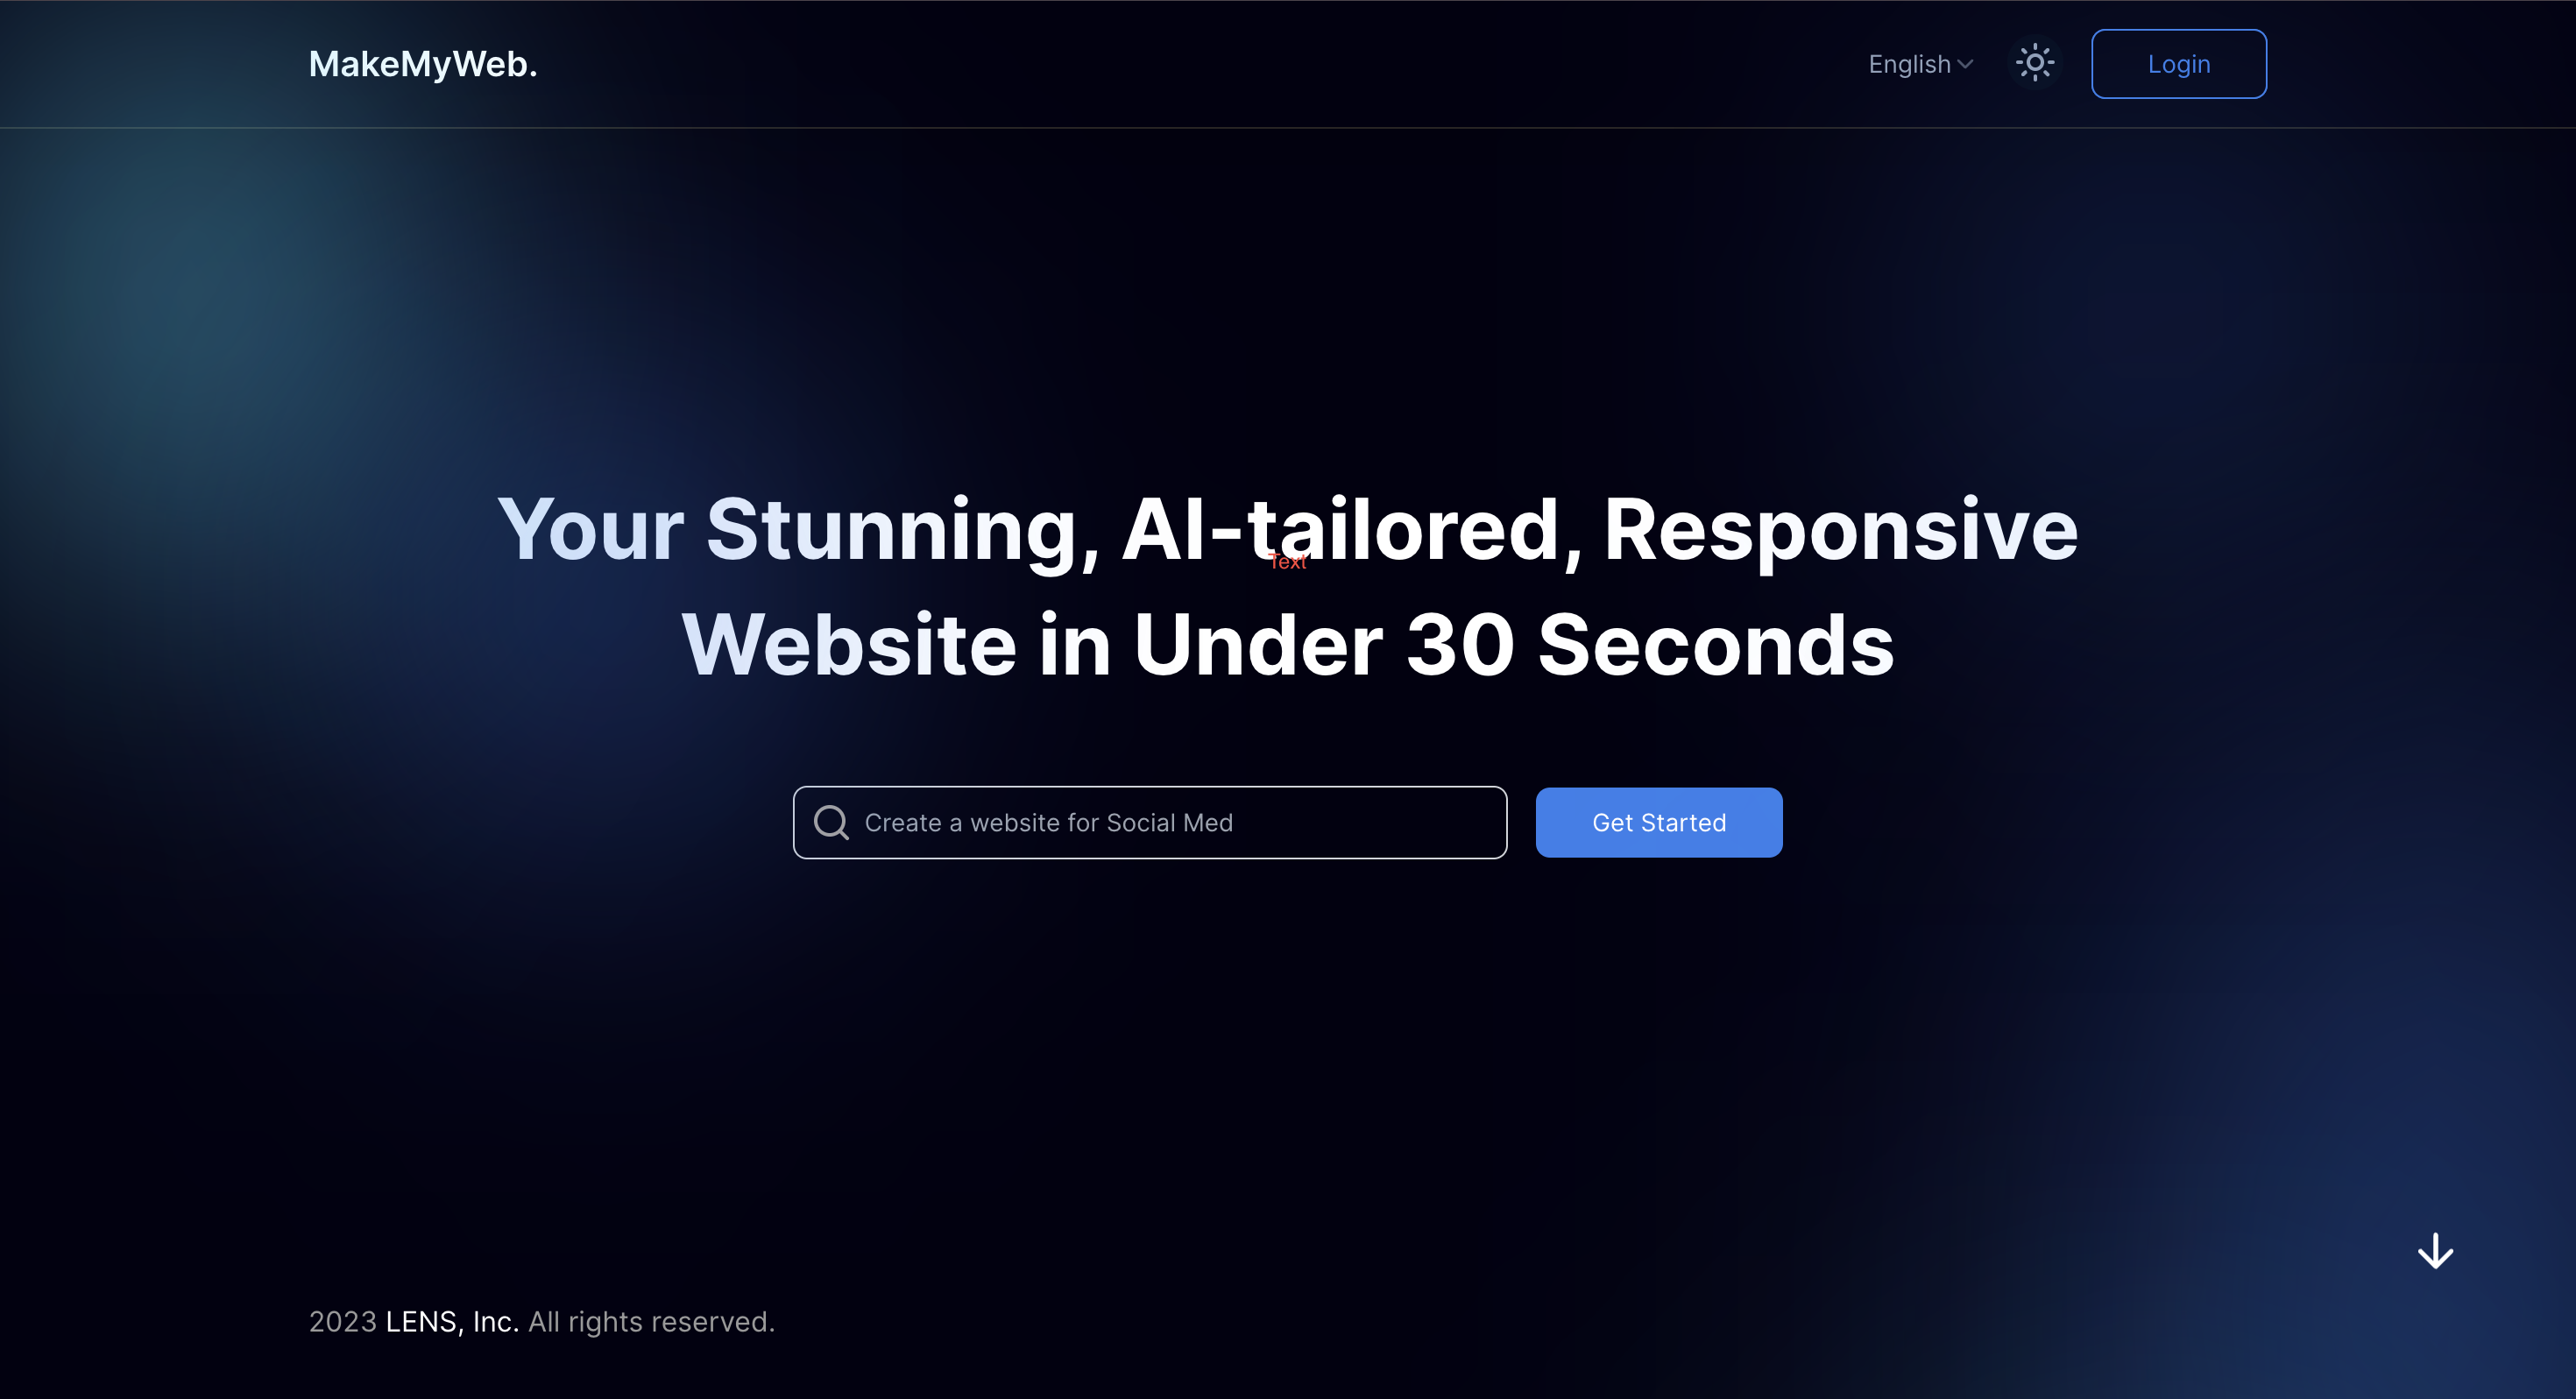 MakeMyWeb.
English
Login
Your Stunning, AI-tailored, Responsive
Text
Website in Under 30 Seconds
Create a website for Social Med
Get Started
2023 LENS, Inc. All rights reserved.